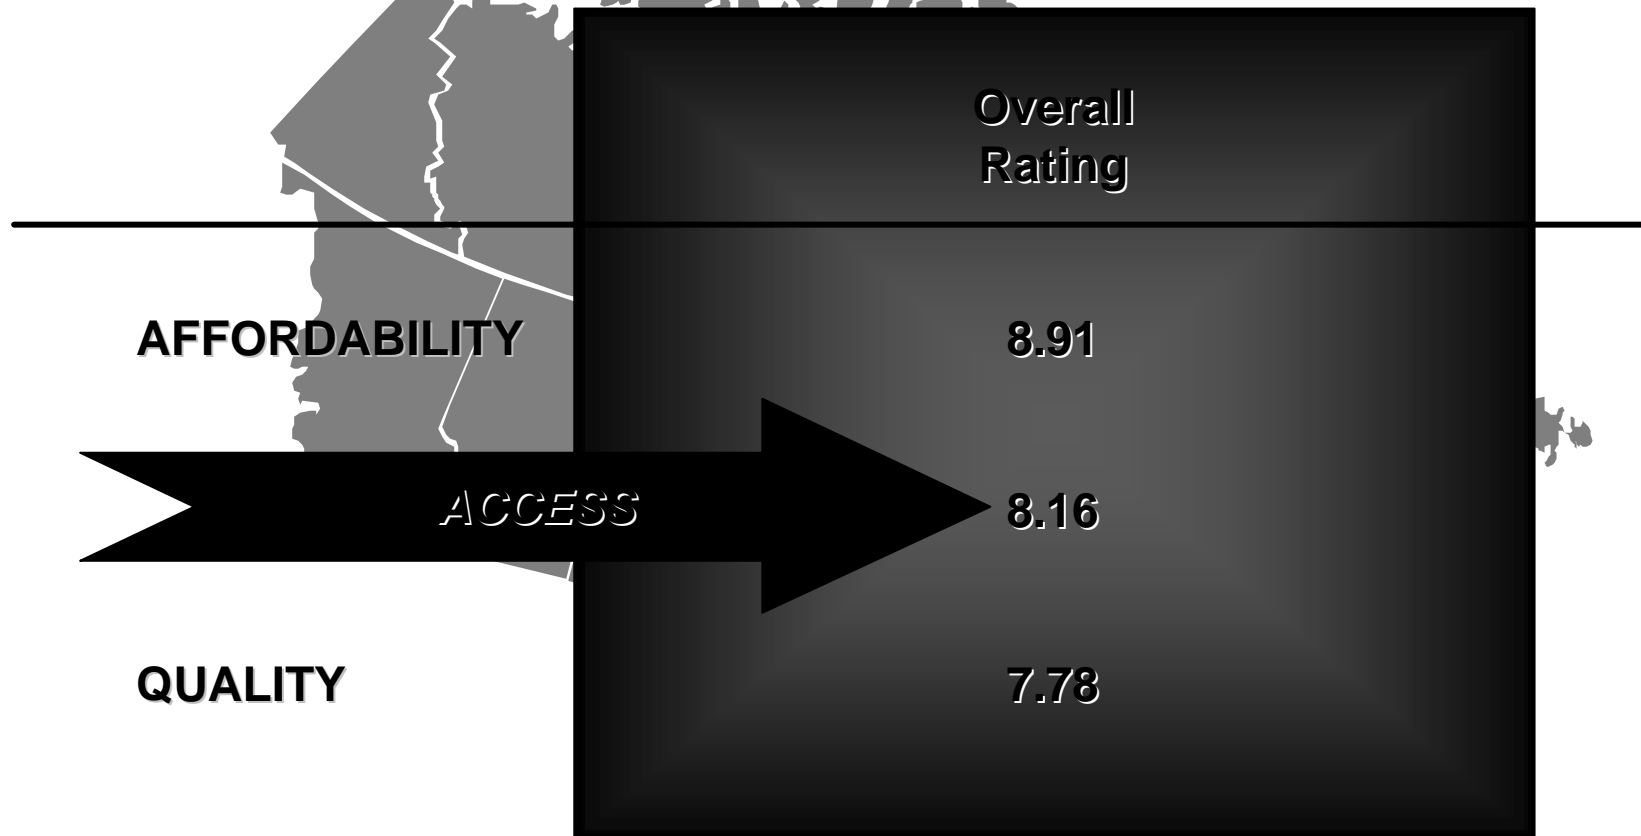 Overall
Rating
AFFORDABILITY 8.91
ACCESS 8.16
QUALITY 7.78